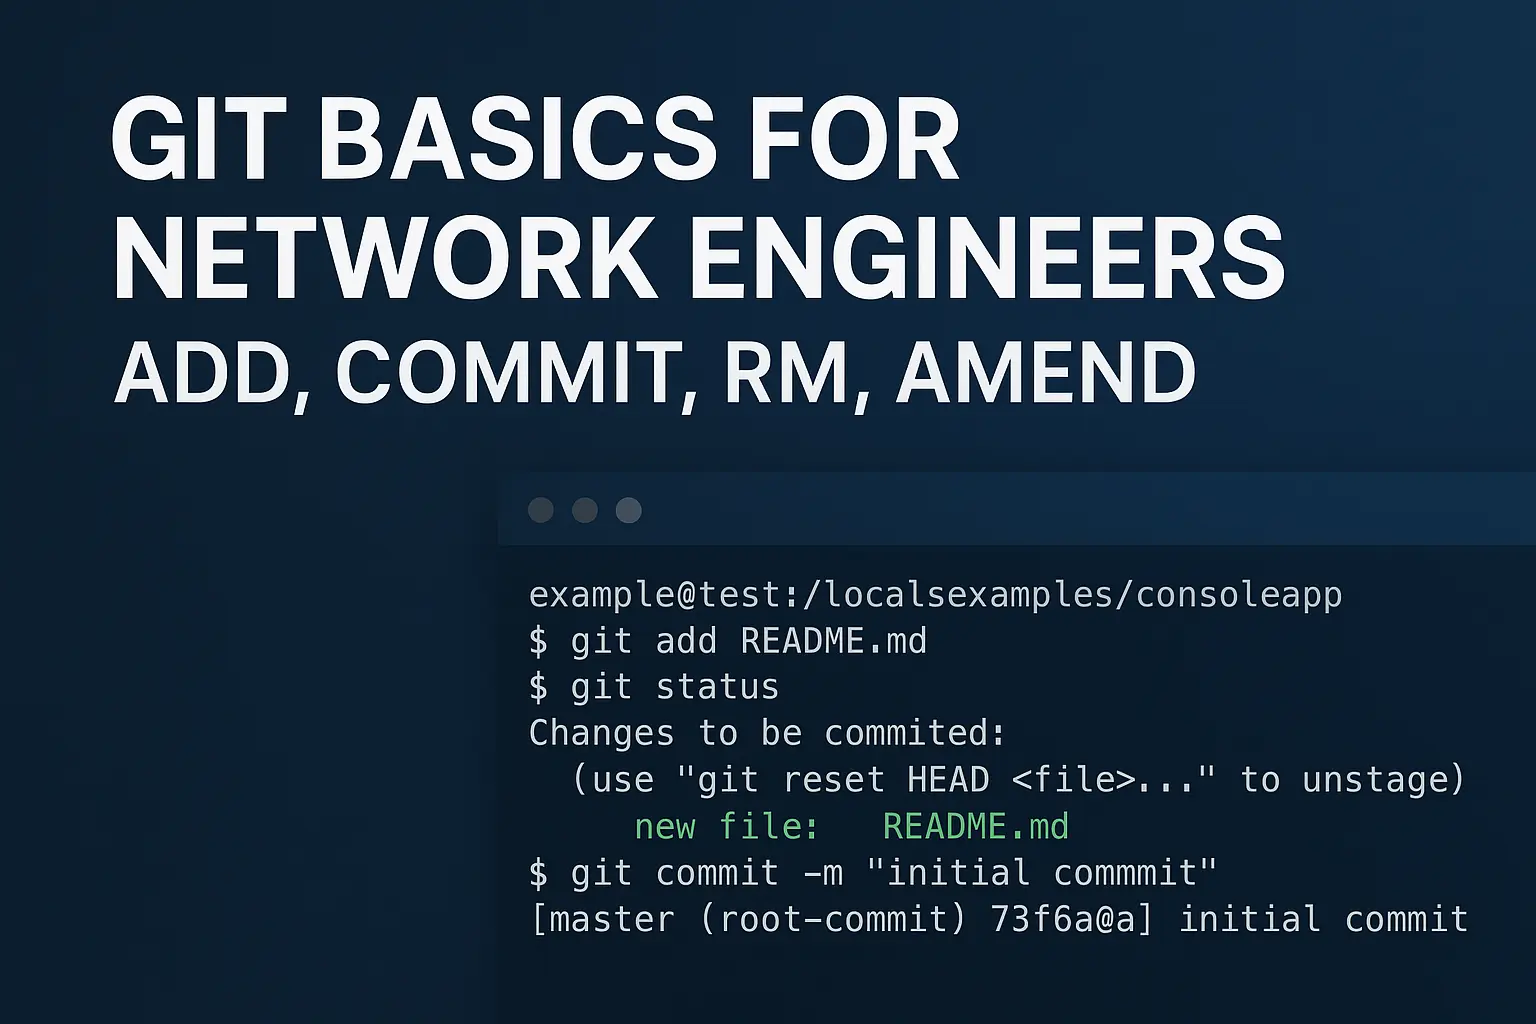 GIT BASICS FOR
NETWORK ENGINEERS
ADD, COMMIT, RM, AMEND
example@test:/localsexamples/consoleapp
$ git add README.md
$ git status
Changes to be commited:
  (use "git reset HEAD <file>..." to unstage)
     new file:   README.md
$ git commit -m "initial commmit"
[master (root-commit) 73f6a@a] initial commit